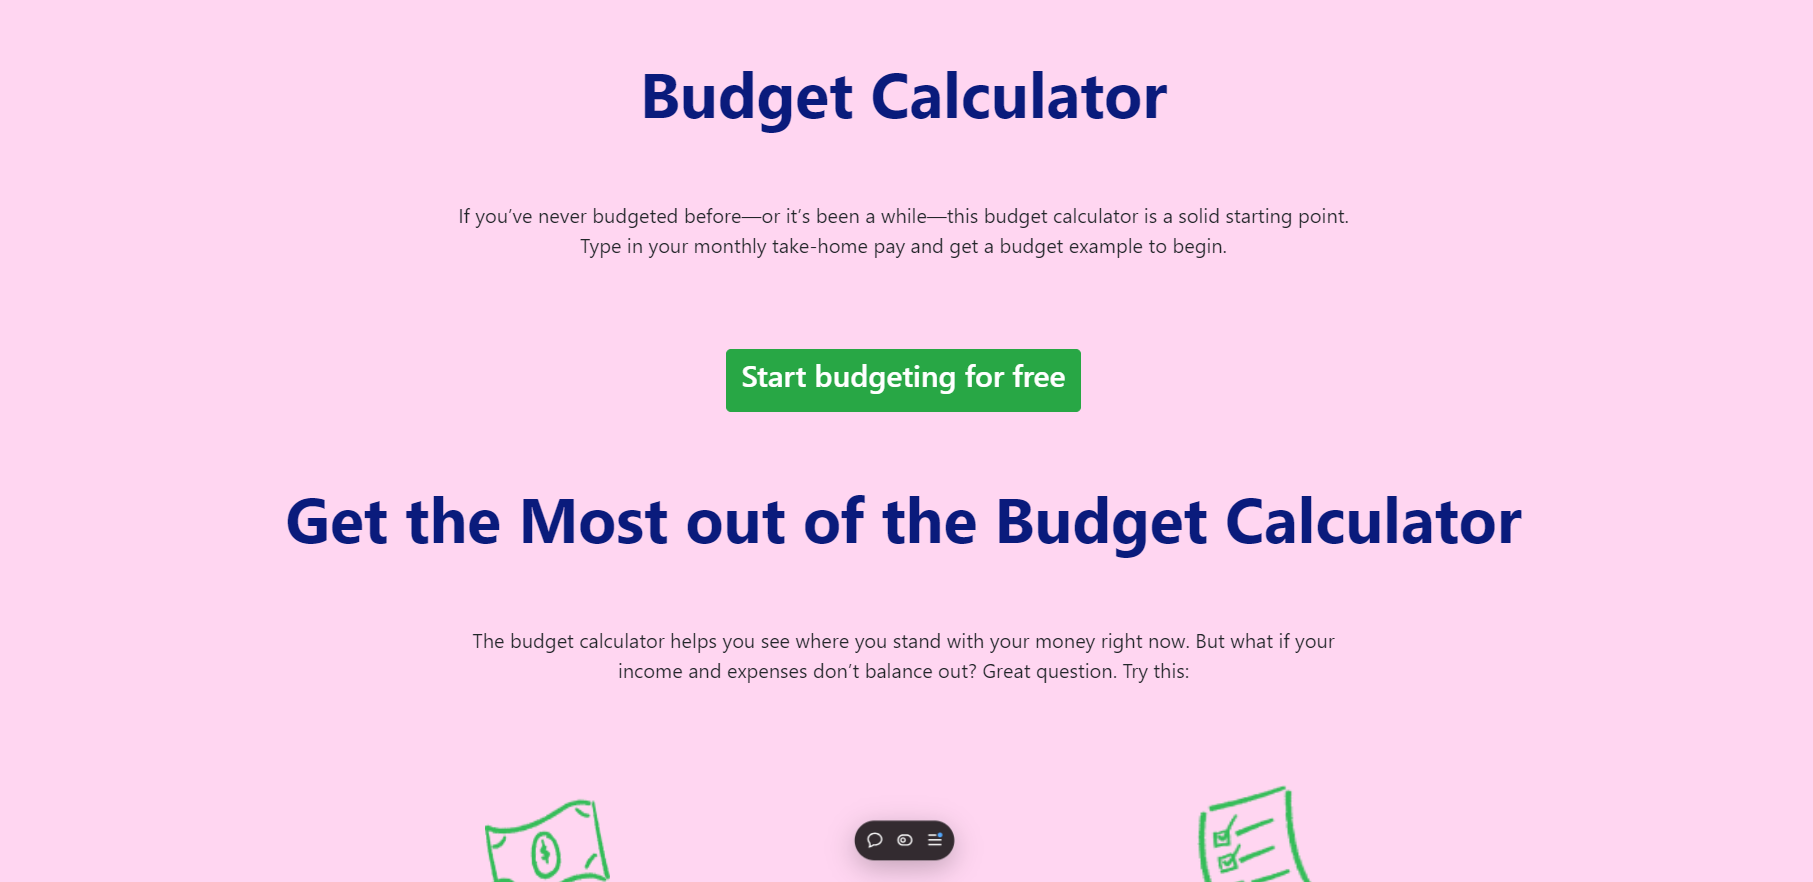 Budget Calculator
If you’ve never budgeted before—or it’s been a while—this budget calculator is a solid starting point.
Type in your monthly take-home pay and get a budget example to begin.
Start budgeting for free
Get the Most out of the Budget Calculator
The budget calculator helps you see where you stand with your money right now. But what if your
income and expenses don’t balance out? Great question. Try this:
$